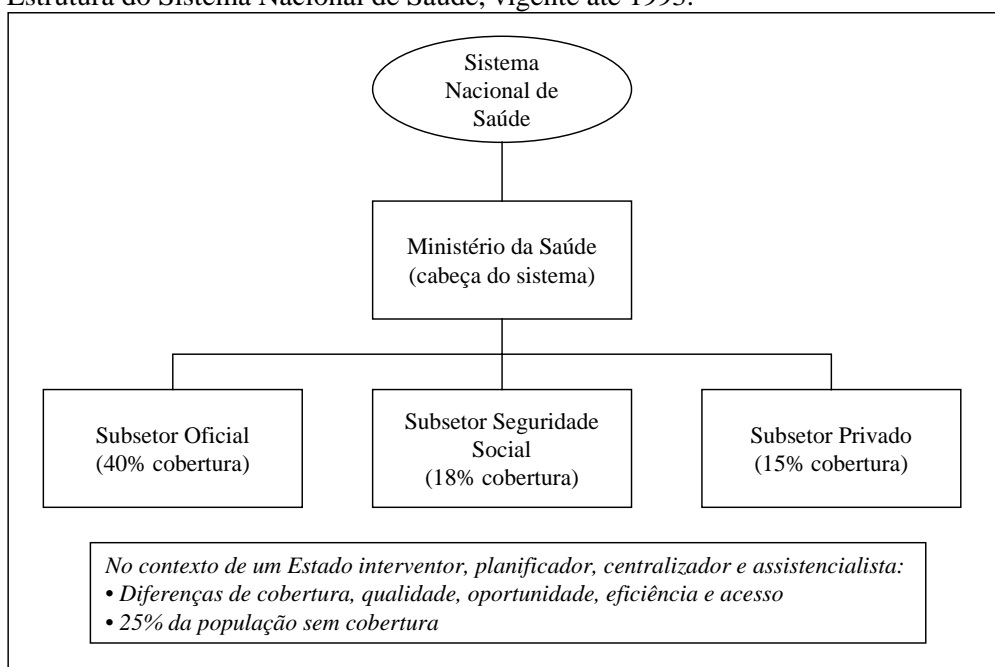 Estrutura do Sistema Nacional de Saúde, vigente até 1993.
Sistema
Nacional de
Saúde
Ministério da Saúde
(cabeça do sistema)
Subsetor Oficial
(40% cobertura)
Subsetor Seguridade
Social
(18% cobertura)
Subsetor Privado
(15% cobertura)
No contexto de um Estado interventor, planificador, centralizador e assistencialista:
• Diferenças de cobertura, qualidade, oportunidade, eficiência e acesso
• 25% da população sem cobertura